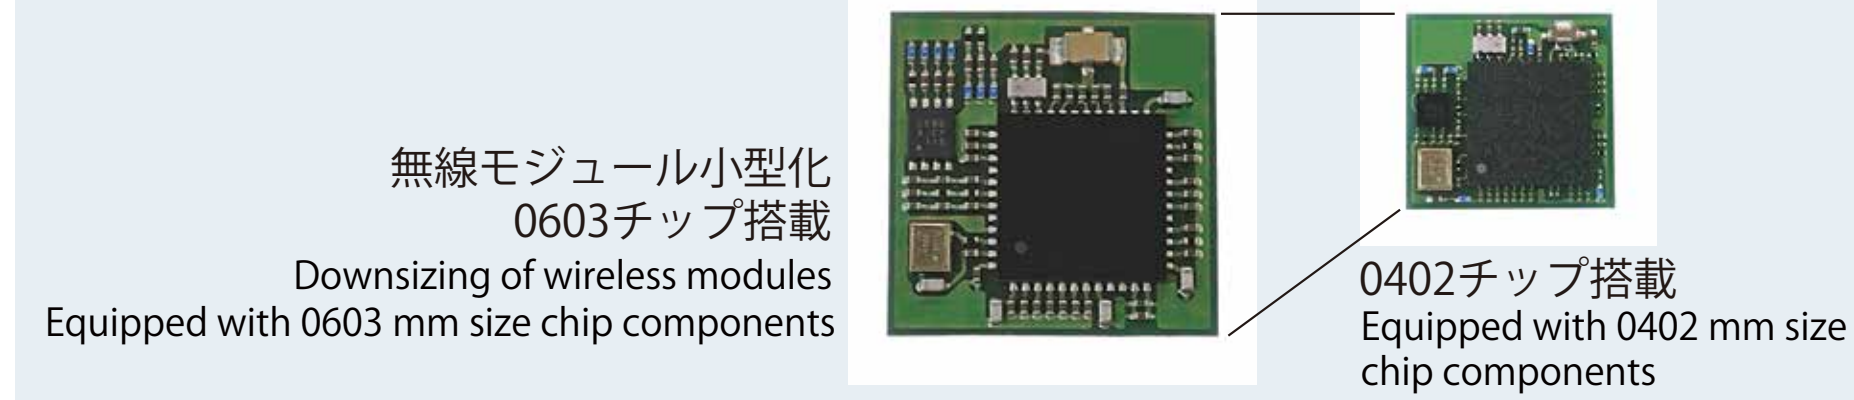 無線モジュール小型化
0603チップ搭載
Downsizing of wireless modules
Equipped with 0603 mm size chip components
0402チップ搭載
Equipped with 0402 mm size
chip components